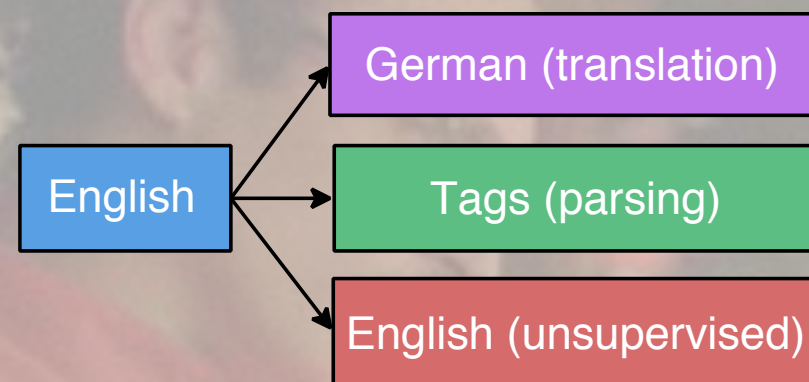 English
German (translation)
Tags (parsing)
English (unsupervised)